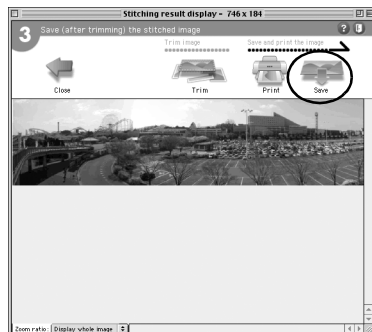 Stitching result display - 746 x 184
3 Save (after trimming) the stitched image
Trim image
Save and print the image
Close
Trim
Print
Save
Zoom ratio: Display whole image